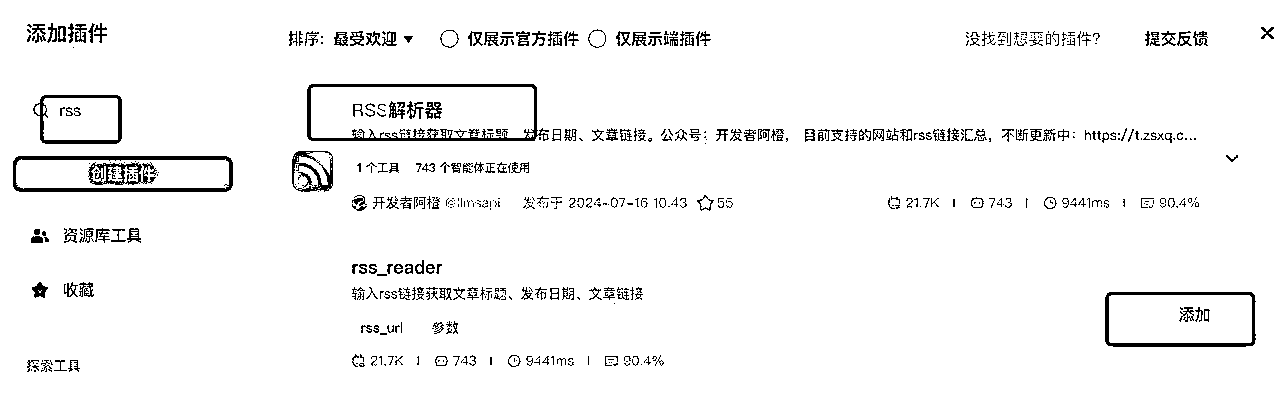 添加插件
排序: 最受欢迎 仅展示官方插件 仅展示端插件
没找到想要的插件? 提交反馈
rss
创建插件
资源库工具
收藏
探索工具
RSS解析器
输入rss链接获取文章标题、发布日期、文章链接。公众号：开发者阿橙， 目前支持的网站和rss链接汇总，不断更新中：https://t.zsxq.c...
1 个工具 743 个智能体正在使用
开发者阿橙 @llmsapi 发布于 2024-07-16 10:43 55
21.7K 743 9441ms 90.4%
rss_reader
输入rss链接获取文章标题、发布日期、文章链接
rss_url 参数
21.7K 743 9441ms 90.4%
添加